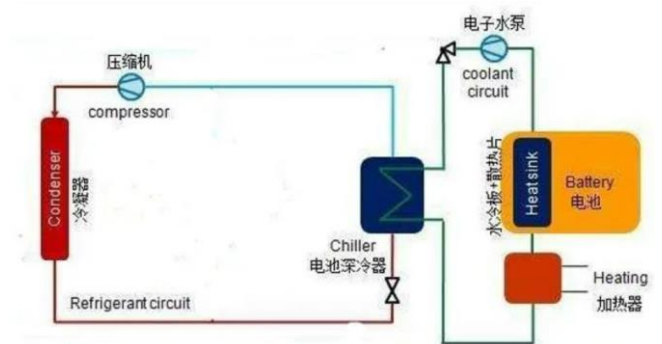 电子水泵
coolant
circuit
压缩机
compressor
Condenser
冷凝器
Chiller
电池深冷器
Refrigerant circuit
水冷板+散热片
Heat sink
Battery
电池
Heating
加热器